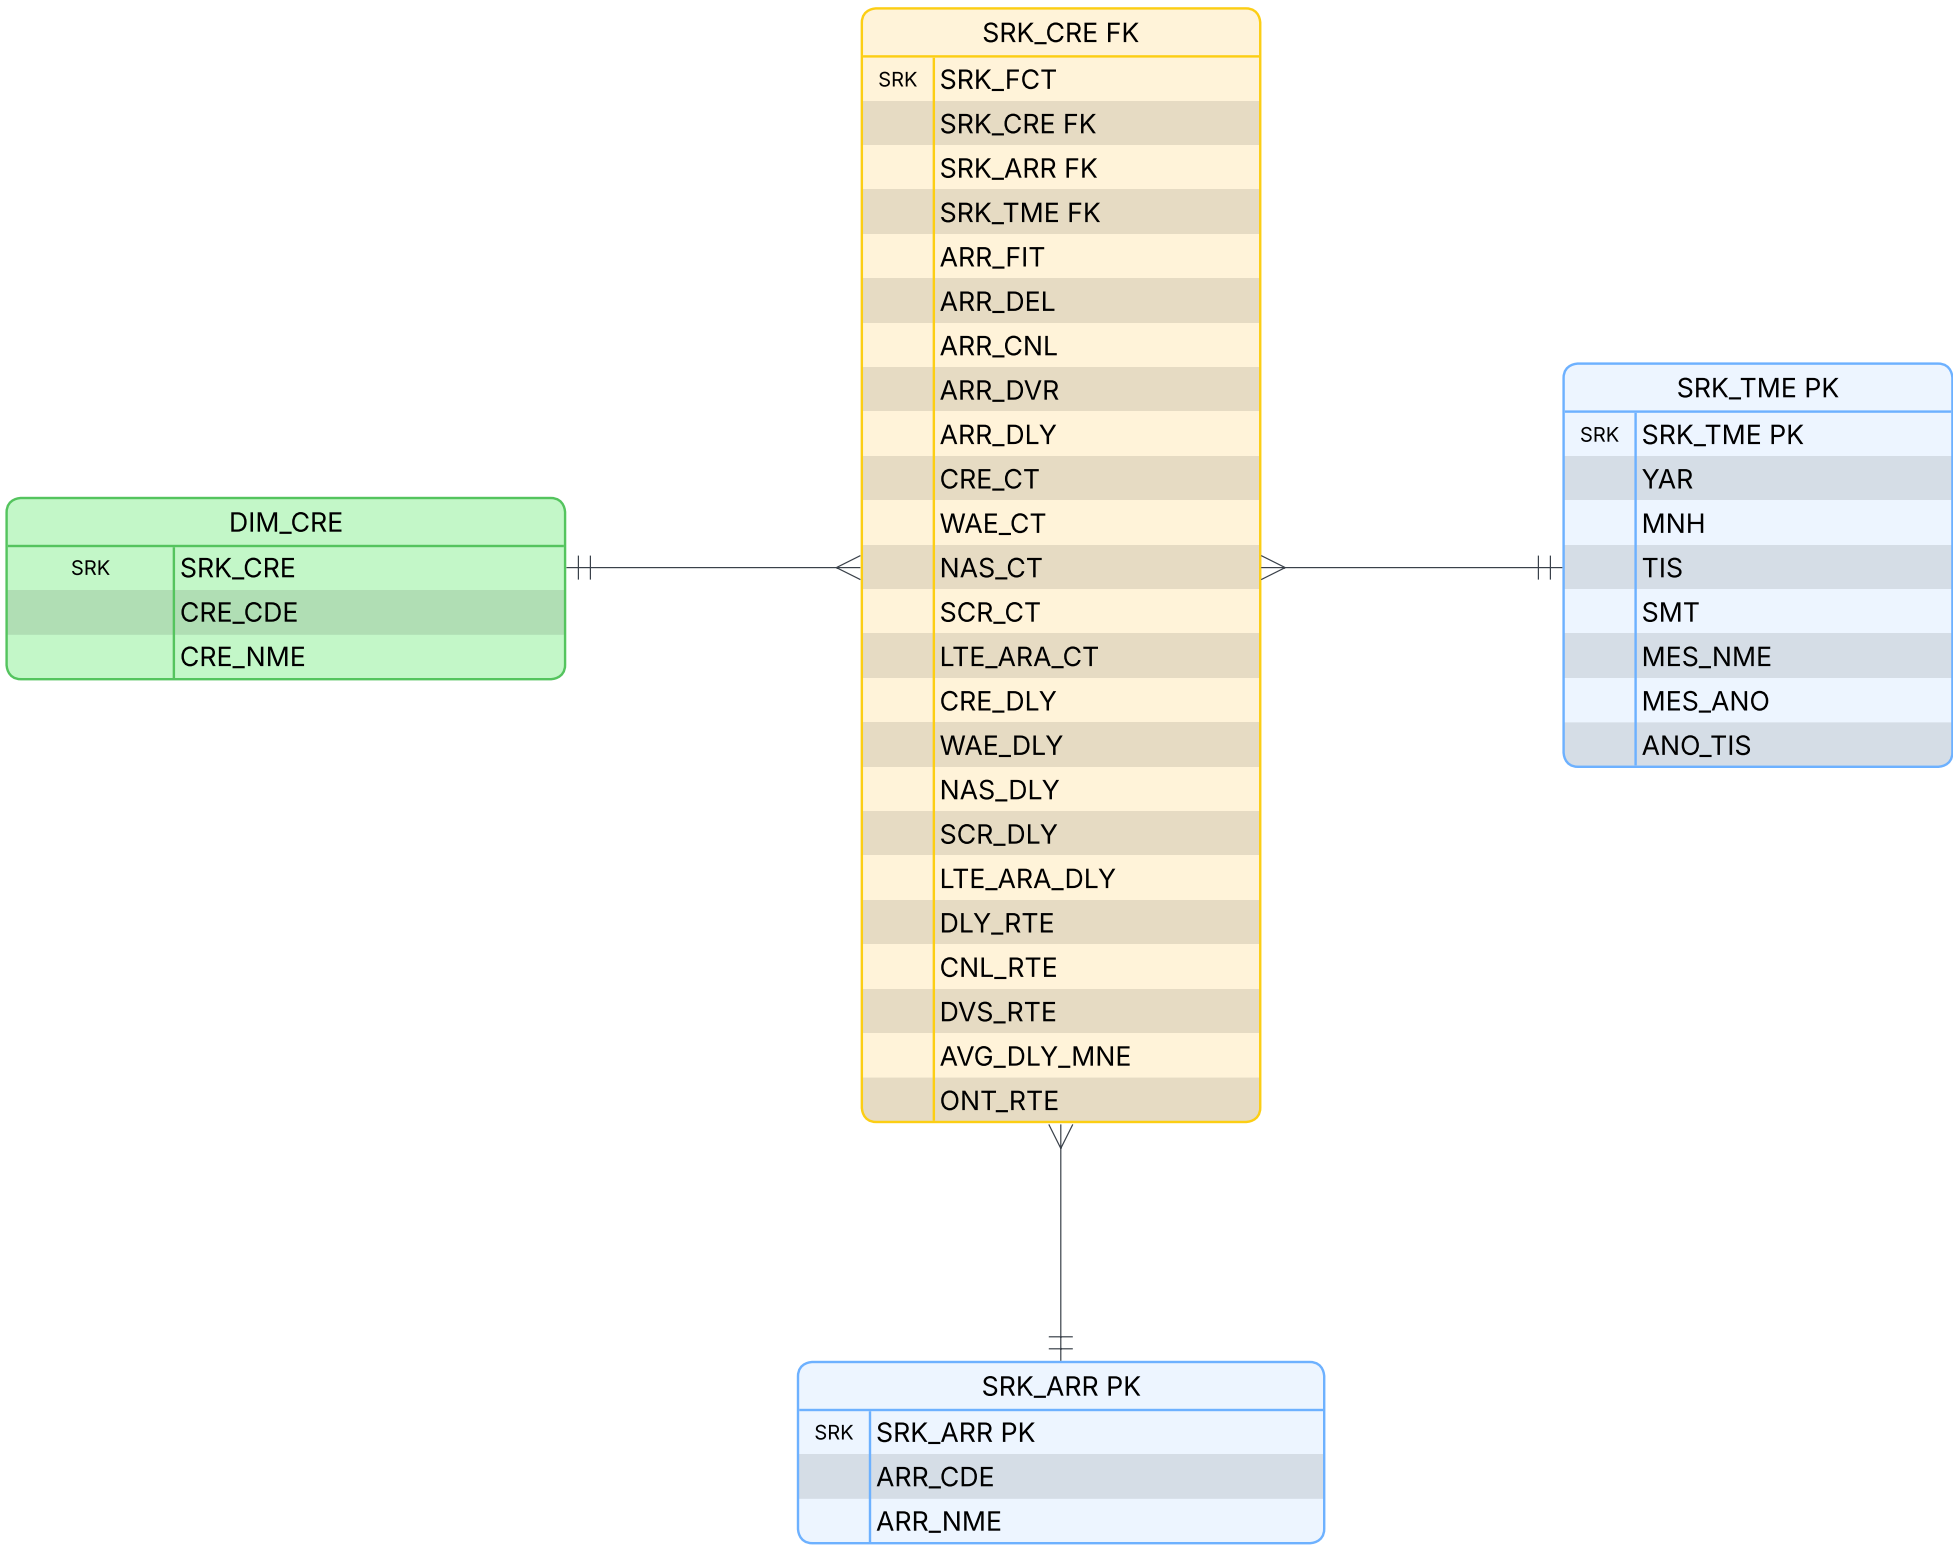 SRK_CRE FK
SRK SRK_FCT
SRK_CRE FK
SRK_ARR FK
SRK_TME FK
ARR_FIT
ARR_DEL
ARR_CNL
ARR_DVR
ARR_DLY
CRE_CT
WAE_CT
NAS_CT
SCR_CT
LTE_ARA_CT
CRE_DLY
WAE_DLY
NAS_DLY
SCR_DLY
LTE_ARA_DLY
DLY_RTE
CNL_RTE
DVS_RTE
AVG_DLY_MNE
ONT_RTE
DIM_CRE
SRK SRK_CRE
CRE_CDE
CRE_NME
SRK_TME PK
SRK SRK_TME PK
YAR
MNH
TIS
SMT
MES_NME
MES_ANO
ANO_TIS
SRK_ARR PK
SRK SRK_ARR PK
ARR_CDE
ARR_NME